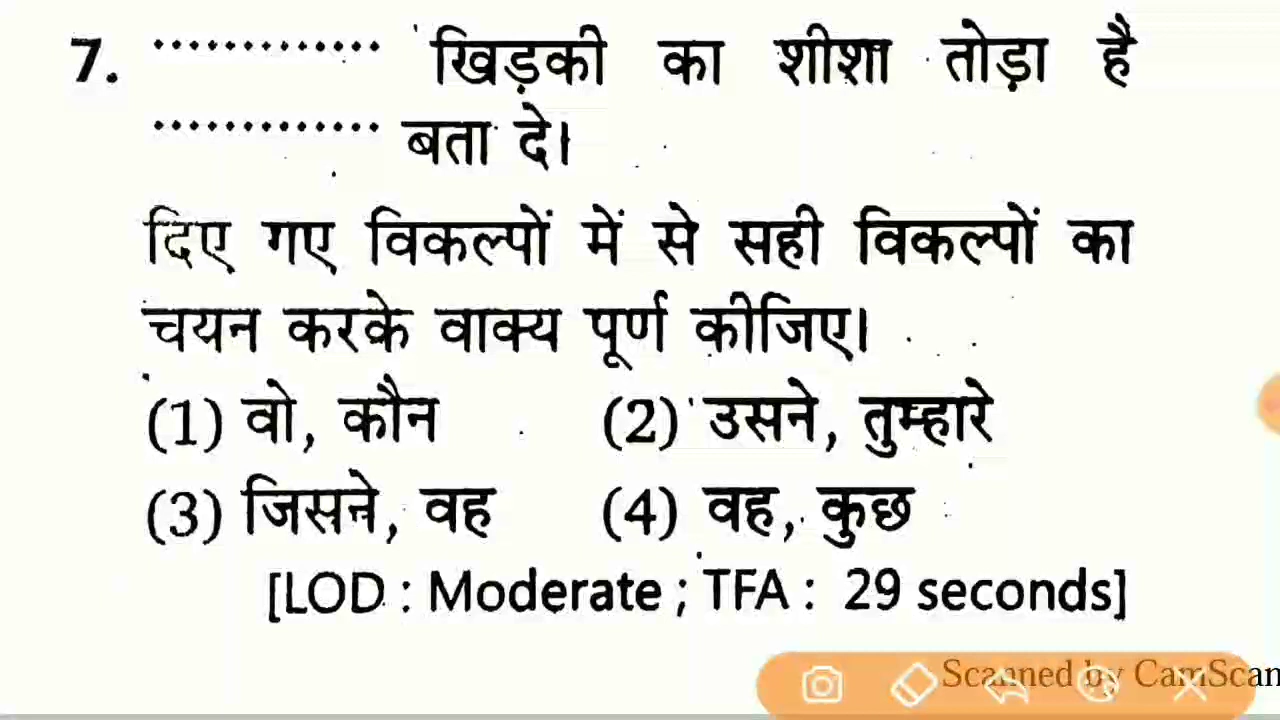 7. ............. खिड़की का शीशा तोड़ा है
............. बता दे।
दिए गए विकल्पों में से सही विकल्पों का
चयन करके वाक्य पूर्ण कीजिए।
(1) वो, कौन (2) उसने, तुम्हारे
(3) जिसने, वह (4) वह, कुछ
[LOD : Moderate ; TFA : 29 seconds]
Scanned by CamScan